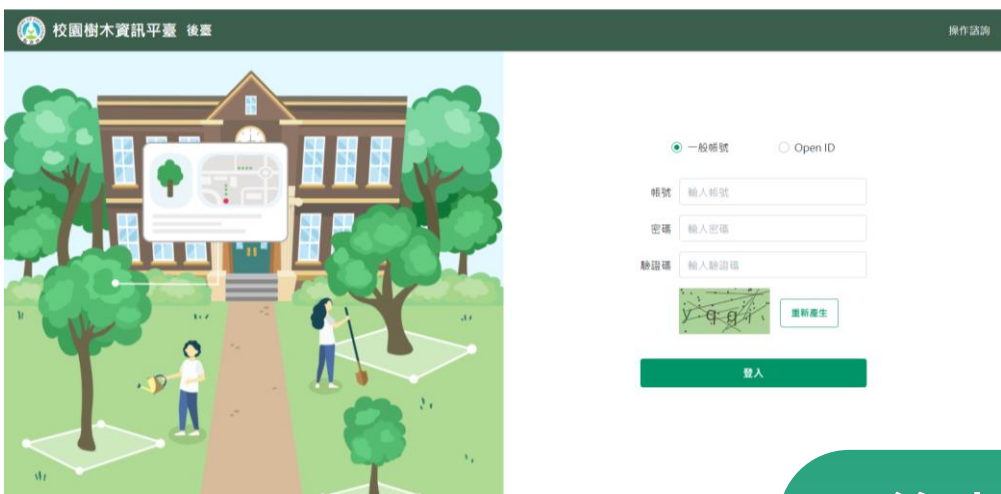 校園樹木資訊平臺 後臺
操作諮詢
一般帳號 Open ID
帳號 輸入帳號
密碼 輸入密碼
驗證碼 輸入驗證碼
重新產生
登入